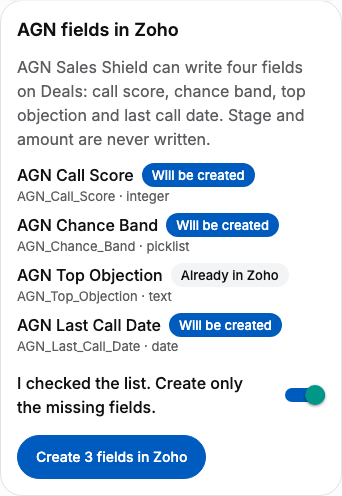 AGN fields in Zoho
AGN Sales Shield can write four fields
on Deals: call score, chance band, top
objection and last call date. Stage and
amount are never written.
AGN Call Score Will be created
AGN_Call_Score · integer
AGN Chance Band Will be created
AGN_Chance_Band · picklist
AGN Top Objection Already in Zoho
AGN_Top_Objection · text
AGN Last Call Date Will be created
AGN_Last_Call_Date · date
I checked the list. Create only
the missing fields.
Create 3 fields in Zoho